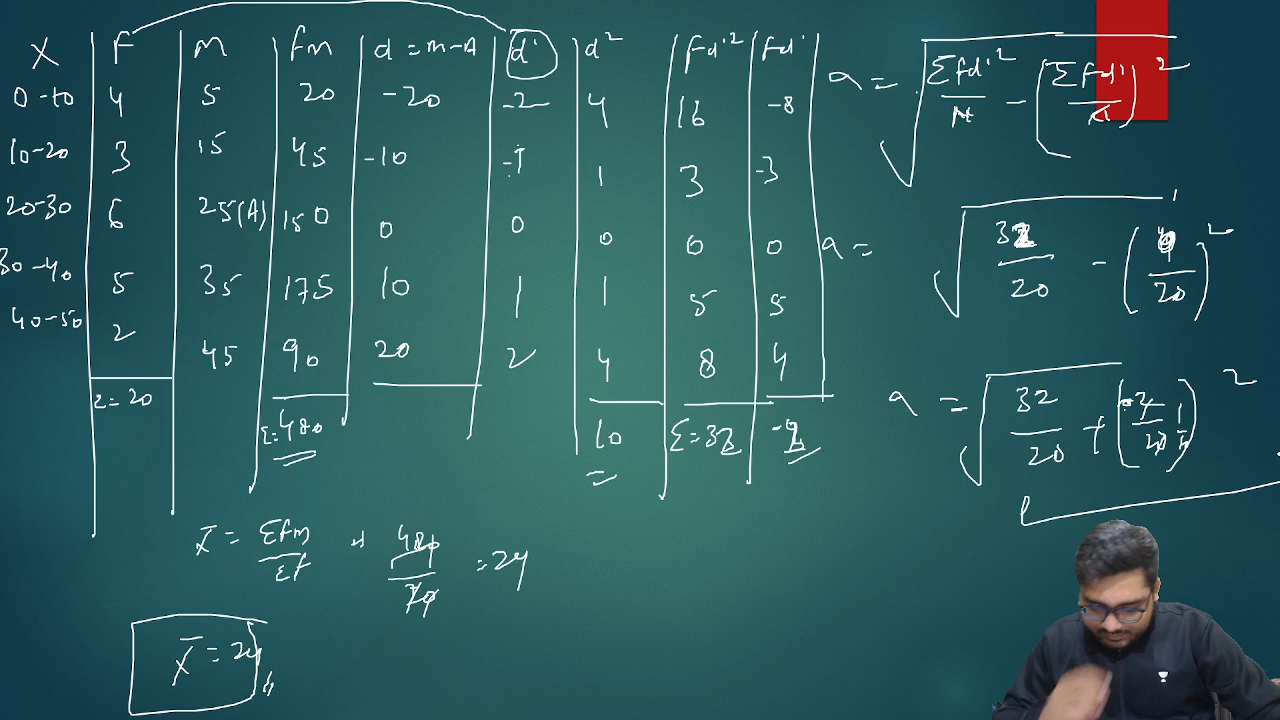 X F m fm d = m-A d' d² fd'² fd'
0-10 4 5 20 -20 -2 4 16 -8
10-20 3 15 45 -10 -1 1 3 -3
20-30 6 25(A) 150 0 0 0 0 0
30-40 5 35 175 10 1 1 5 5
40-50 2 45 90 20 2 4 8 4
Σ=20 Σ=480 10 Σ=32 -2
X̄ = Σfm/Σf 480/20 = 24
X̄ = 24
a = √ Σfd'²/N - (Σfd'/N)²
a = √ 32/20 - ( /20)²
a = √ 32/20 + ( /20 )²